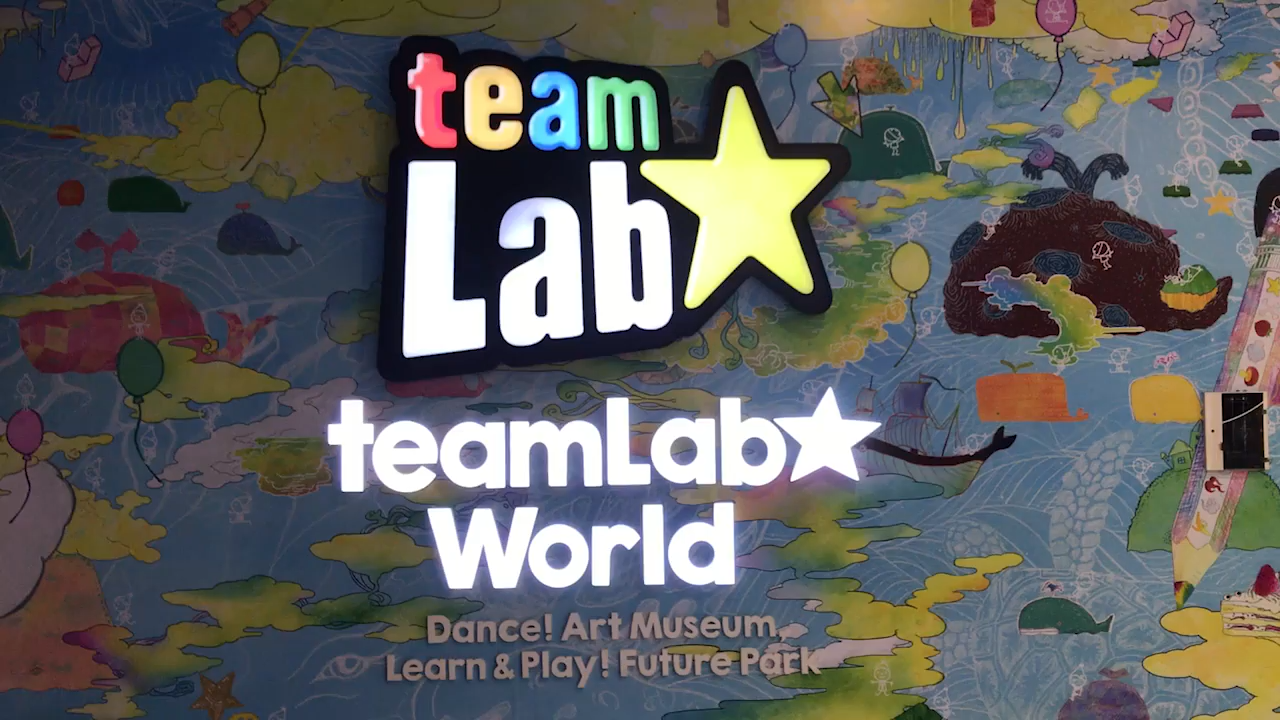 team
Lab★
teamLab★
World
Dance! Art Museum,
Learn & Play! Future Park